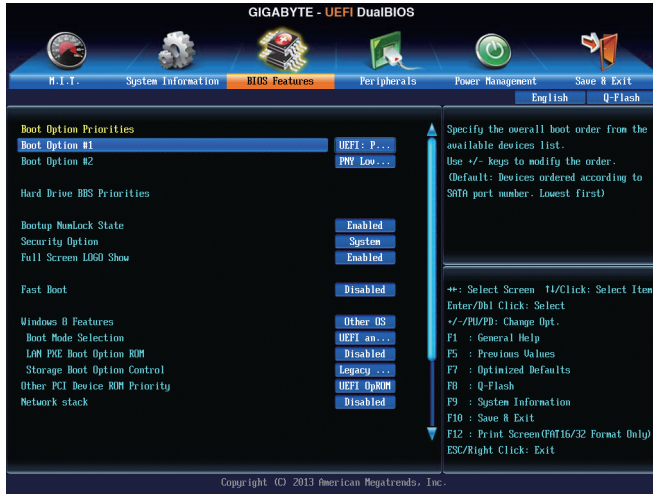 GIGABYTE - UEFI DualBIOS
M.I.T.
System Information
BIOS Features
Peripherals
Power Management
Save & Exit
English
Q-Flash
Boot Option Priorities
Boot Option #1 UEFI: P...
Boot Option #2 PNY Lov...
Hard Drive BBS Priorities
Bootup NumLock State Enabled
Security Option System
Full Screen LOGO Show Enabled
Fast Boot Disabled
Windows 8 Features Other OS
Boot Mode Selection UEFI an...
LAN PXE Boot Option ROM Disabled
Storage Boot Option Control Legacy ...
Other PCI Device ROM Priority UEFI OpROM
Network stack Disabled
Specify the overall boot order from the
available devices list.
Use +/- keys to modify the order.
(Default: Devices ordered according to
SATA port number. Lowest first)
→←: Select Screen ↑↓/Click: Select Item
Enter/Dbl Click: Select
+/-/PU/PD: Change Opt.
F1 : General Help
F5 : Previous Values
F7 : Optimized Defaults
F8 : Q-Flash
F9 : System Information
F10 : Save & Exit
F12 : Print Screen(FAT16/32 Format Only)
ESC/Right Click: Exit
Copyright (C) 2013 American Megatrends, Inc.